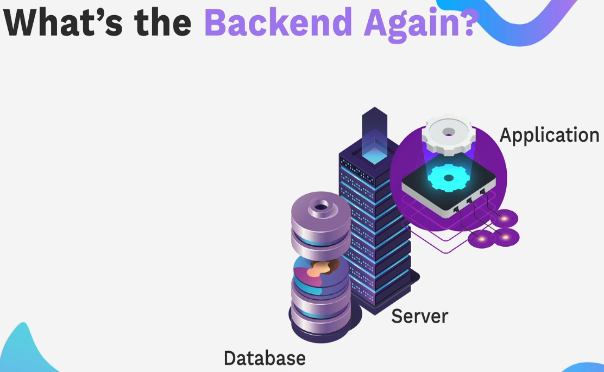 What's the Backend Again?
Application
Server
Database